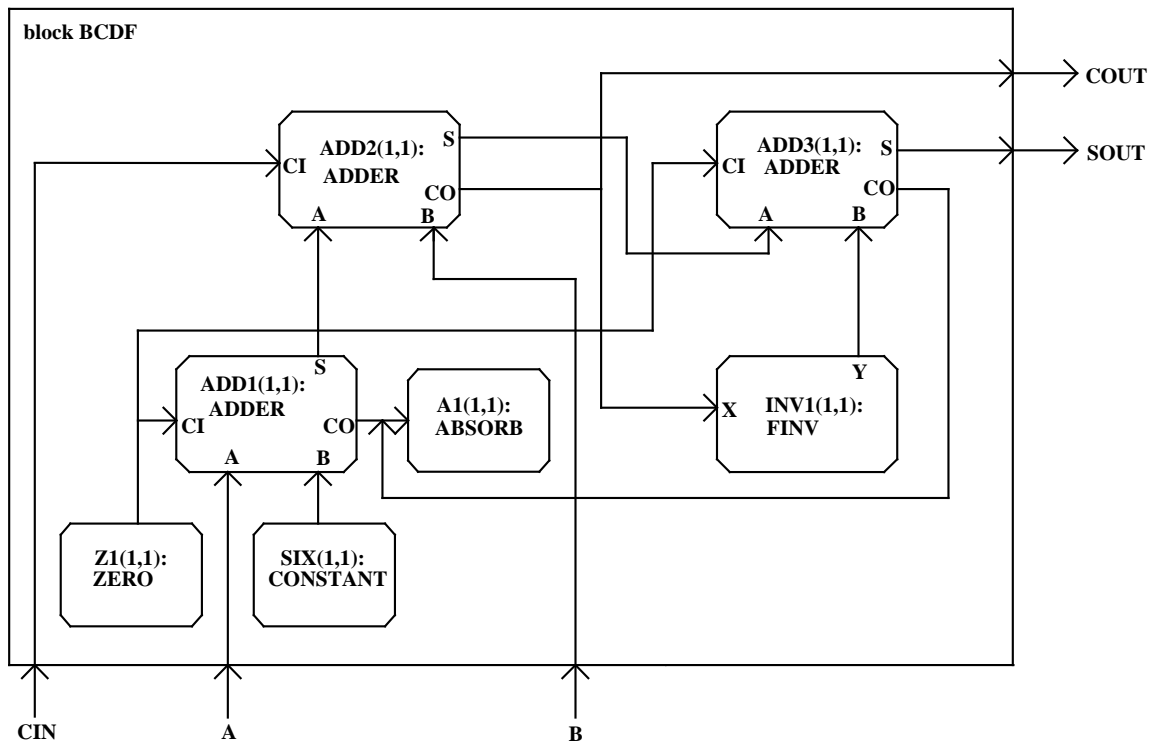 block BCDF
COUT
ADD2(1,1):
ADDER
S
CI
CO
A
B
ADD3(1,1):
ADDER
S
CI
CO
A
B
SOUT
S
ADD1(1,1):
ADDER
CI
CO
A
B
A1(1,1):
ABSORB
Y
X
INV1(1,1):
FINV
Z1(1,1):
ZERO
SIX(1,1):
CONSTANT
CIN
A
B